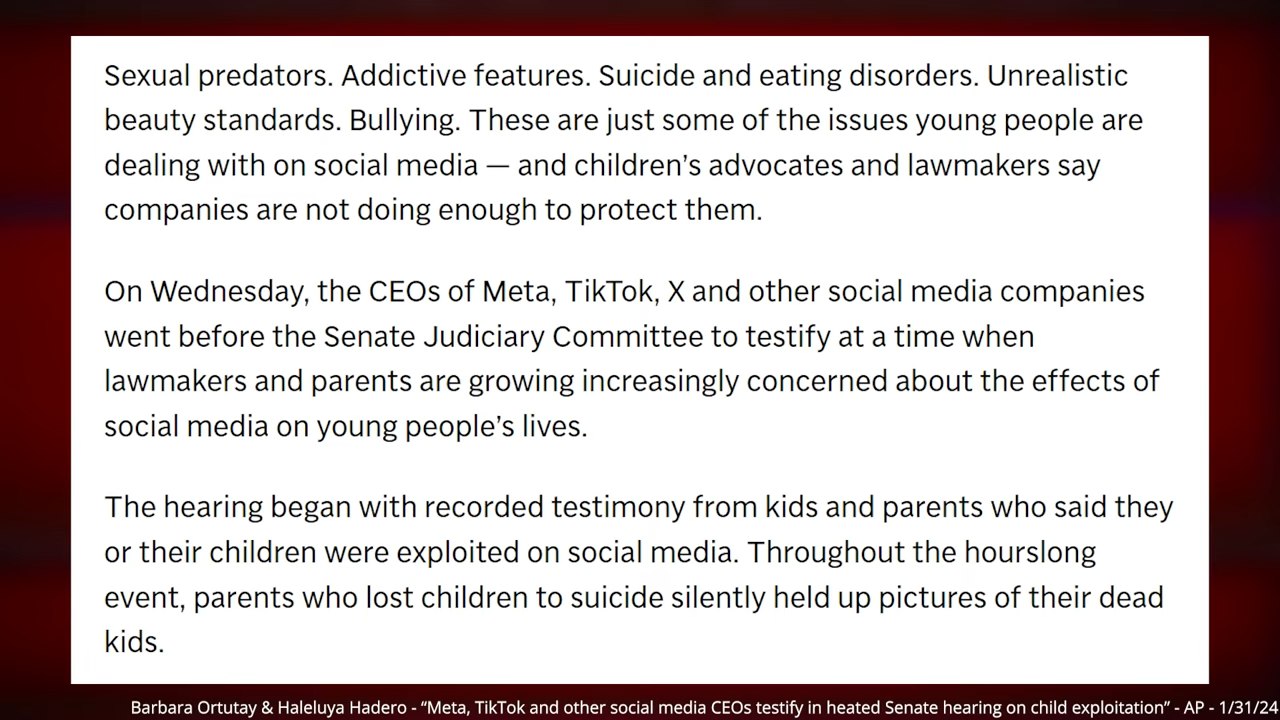 Sexual predators. Addictive features. Suicide and eating disorders. Unrealistic
beauty standards. Bullying. These are just some of the issues young people are
dealing with on social media — and children’s advocates and lawmakers say
companies are not doing enough to protect them.
On Wednesday, the CEOs of Meta, TikTok, X and other social media companies
went before the Senate Judiciary Committee to testify at a time when
lawmakers and parents are growing increasingly concerned about the effects of
social media on young people’s lives.
The hearing began with recorded testimony from kids and parents who said they
or their children were exploited on social media. Throughout the hourslong
event, parents who lost children to suicide silently held up pictures of their dead
kids.
Barbara Ortutay & Haleluya Hadero - “Meta, TikTok and other social media CEOs testify in heated Senate hearing on child exploitation” - AP - 1/31/24